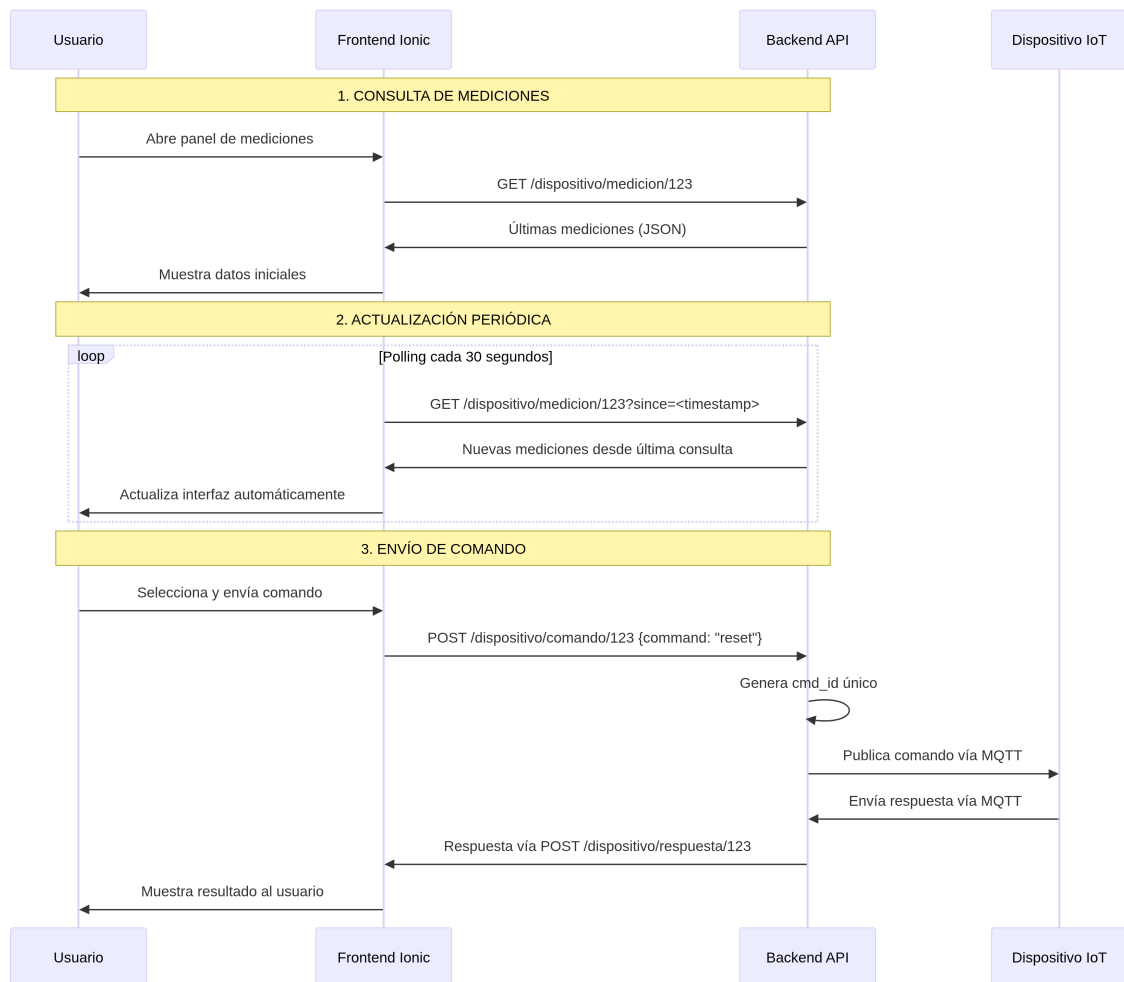 Usuario
Frontend Ionic
Backend API
Dispositivo IoT
1. CONSULTA DE MEDICIONES
Abre panel de mediciones
GET /dispositivo/medicion/123
Últimas mediciones (JSON)
Muestra datos iniciales
2. ACTUALIZACIÓN PERIÓDICA
loop
[Polling cada 30 segundos]
GET /dispositivo/medicion/123?since=<timestamp>
Nuevas mediciones desde última consulta
Actualiza interfaz automáticamente
3. ENVÍO DE COMANDO
Selecciona y envía comando
POST /dispositivo/comando/123 {command: "reset"}
Genera cmd_id único
Publica comando vía MQTT
Envía respuesta vía MQTT
Respuesta vía POST /dispositivo/respuesta/123
Muestra resultado al usuario
Usuario
Frontend Ionic
Backend API
Dispositivo IoT